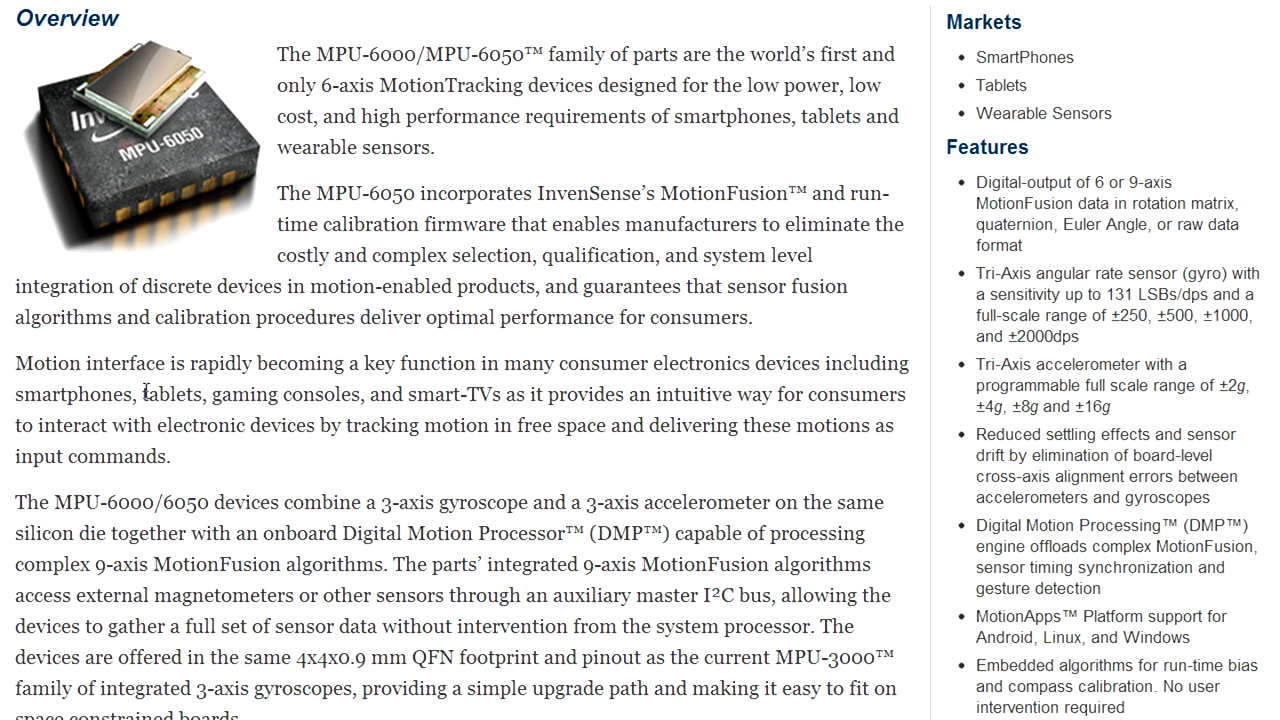 Overview
MPU-6050
The MPU-6000/MPU-6050™ family of parts are the world’s first and
only 6-axis MotionTracking devices designed for the low power, low
cost, and high performance requirements of smartphones, tablets and
wearable sensors.
The MPU-6050 incorporates InvenSense’s MotionFusion™ and run-
time calibration firmware that enables manufacturers to eliminate the
costly and complex selection, qualification, and system level
integration of discrete devices in motion-enabled products, and guarantees that sensor fusion
algorithms and calibration procedures deliver optimal performance for consumers.
Motion interface is rapidly becoming a key function in many consumer electronics devices including
smartphones, tablets, gaming consoles, and smart-TVs as it provides an intuitive way for consumers
to interact with electronic devices by tracking motion in free space and delivering these motions as
input commands.
The MPU-6000/6050 devices combine a 3-axis gyroscope and a 3-axis accelerometer on the same
silicon die together with an onboard Digital Motion Processor™ (DMP™) capable of processing
complex 9-axis MotionFusion algorithms. The parts’ integrated 9-axis MotionFusion algorithms
access external magnetometers or other sensors through an auxiliary master I²C bus, allowing the
devices to gather a full set of sensor data without intervention from the system processor. The
devices are offered in the same 4x4x0.9 mm QFN footprint and pinout as the current MPU-3000™
family of integrated 3-axis gyroscopes, providing a simple upgrade path and making it easy to fit on
space constrained boards.
Markets
SmartPhones
Tablets
Wearable Sensors
Features
Digital-output of 6 or 9-axis
MotionFusion data in rotation matrix,
quaternion, Euler Angle, or raw data
format
Tri-Axis angular rate sensor (gyro) with
a sensitivity up to 131 LSBs/dps and a
full-scale range of ±250, ±500, ±1000,
and ±2000dps
Tri-Axis accelerometer with a
programmable full scale range of ±2g,
±4g, ±8g and ±16g
Reduced settling effects and sensor
drift by elimination of board-level
cross-axis alignment errors between
accelerometers and gyroscopes
Digital Motion Processing™ (DMP™)
engine offloads complex MotionFusion,
sensor timing synchronization and
gesture detection
MotionApps™ Platform support for
Android, Linux, and Windows
Embedded algorithms for run-time bias
and compass calibration. No user
intervention required